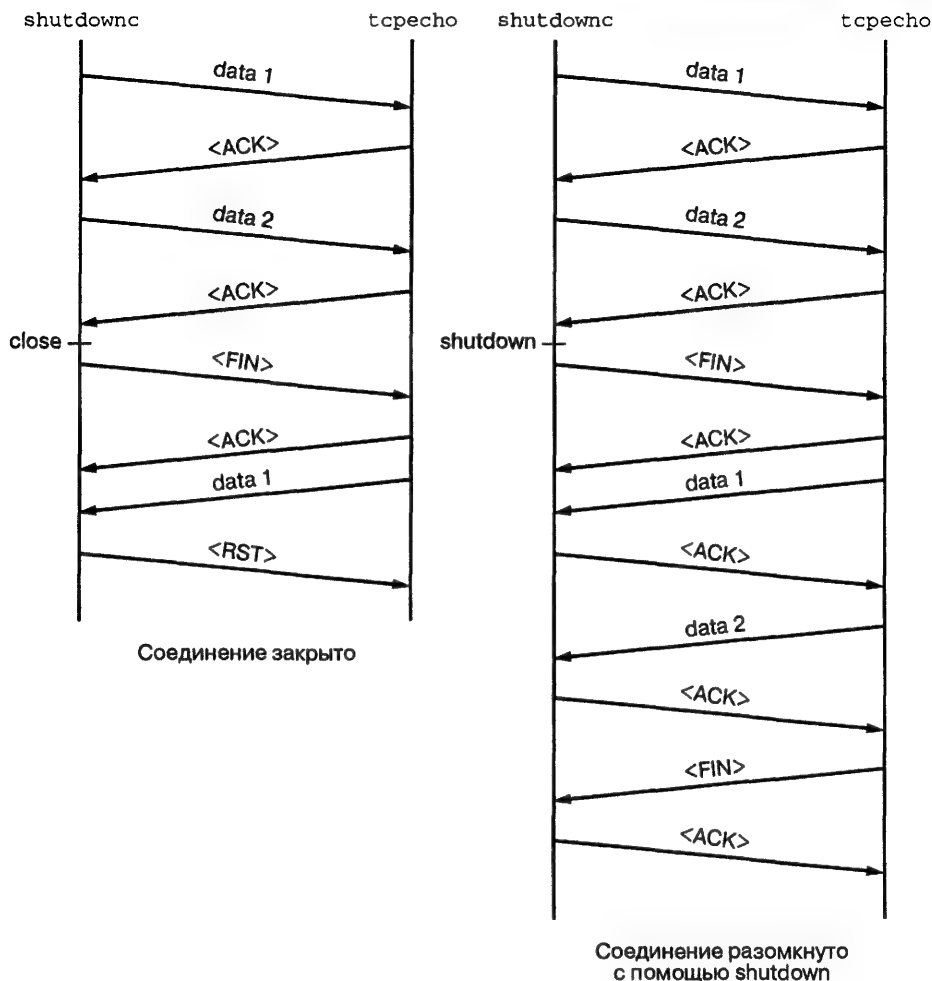 shutdownc
tcpecho
data 1
<ACK>
data 2
<ACK>
close
<FIN>
<ACK>
data 1
<RST>
Соединение закрыто
shutdownc
tcpecho
data 1
<ACK>
data 2
<ACK>
shutdown
<FIN>
<ACK>
data 1
<ACK>
data 2
<ACK>
<FIN>
<ACK>
Соединение разомкнуто
с помощью shutdown